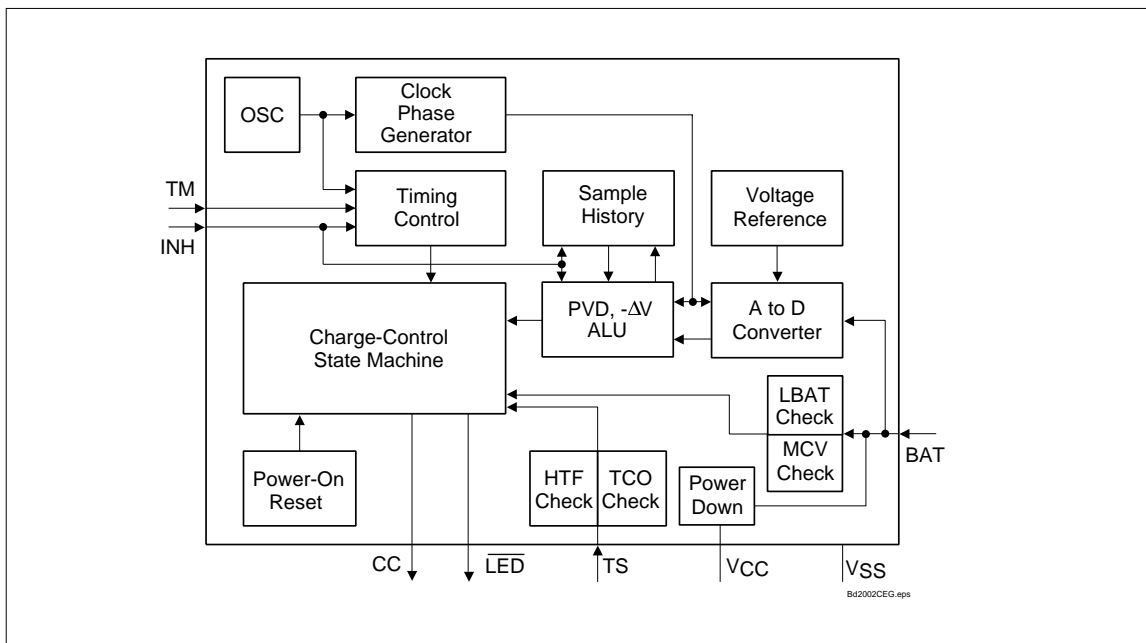 OSC
Clock
Phase
Generator
TM
INH
Timing
Control
Sample
History
Voltage
Reference
Charge-Control
State Machine
PVD, -ΔV
ALU
A to D
Converter
LBAT
Check
MCV
Check
BAT
Power-On
Reset
HTF
Check
TCO
Check
Power
Down
CC
LED
TS
VCC
VSS
Bd2002CEG.eps